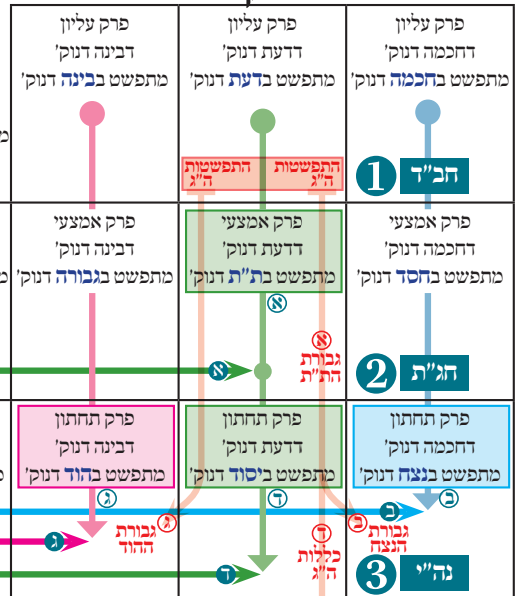 פרק עליון
דחכמה דנוק'
מתפשט בחכמה דנוק'
פרק עליון
דדעת דנוק'
מתפשט בדעת דנוק'
פרק עליון
דבינה דנוק'
מתפשט בבינה דנוק'
1 חב"ד
התפשטות
ה"ג
התפשטות
ה"ג
פרק אמצעי
דחכמה דנוק'
מתפשט בחסד דנוק'
פרק אמצעי
דדעת דנוק'
מתפשט בת"ת דנוק'
פרק אמצעי
דבינה דנוק'
מתפשט בגבורה דנוק'
א
א
גבורת
הת"ת
2 חג"ת
א
פרק תחתון
דחכמה דנוק'
מתפשט בנצח דנוק'
פרק תחתון
דדעת דנוק'
מתפשט ביסוד דנוק'
פרק תחתון
דבינה דנוק'
מתפשט בהוד דנוק'
ב
ד
ג
ב
ב
גבורת
הנצח
ד
כללות
ה"ג
ג
גבורת
ההוד
ג
3 נה"י
ד